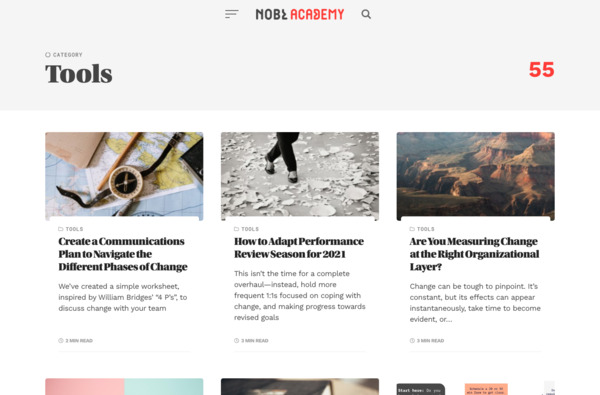 NOBL ACADEMY
CATEGORY
Tools
55
TOOLS
Create a Communications
Plan to Navigate the
Different Phases of Change
We've created a simple worksheet,
inspired by William Bridges' "4 P's", to
discuss change with your team
2 MIN READ
TOOLS
How to Adapt Performance
Review Season for 2021
This isn't the time for a complete
overhaul—instead, hold more
frequent 1:1s focused on coping with
change, and making progress towards
revised goals
3 MIN READ
TOOLS
Are You Measuring Change
at the Right Organizational
Layer?
Change can be tough to pinpoint. It's
constant, but its effects can appear
instantaneously, take time to become
evident, or...
3 MIN READ
Start here: Do you